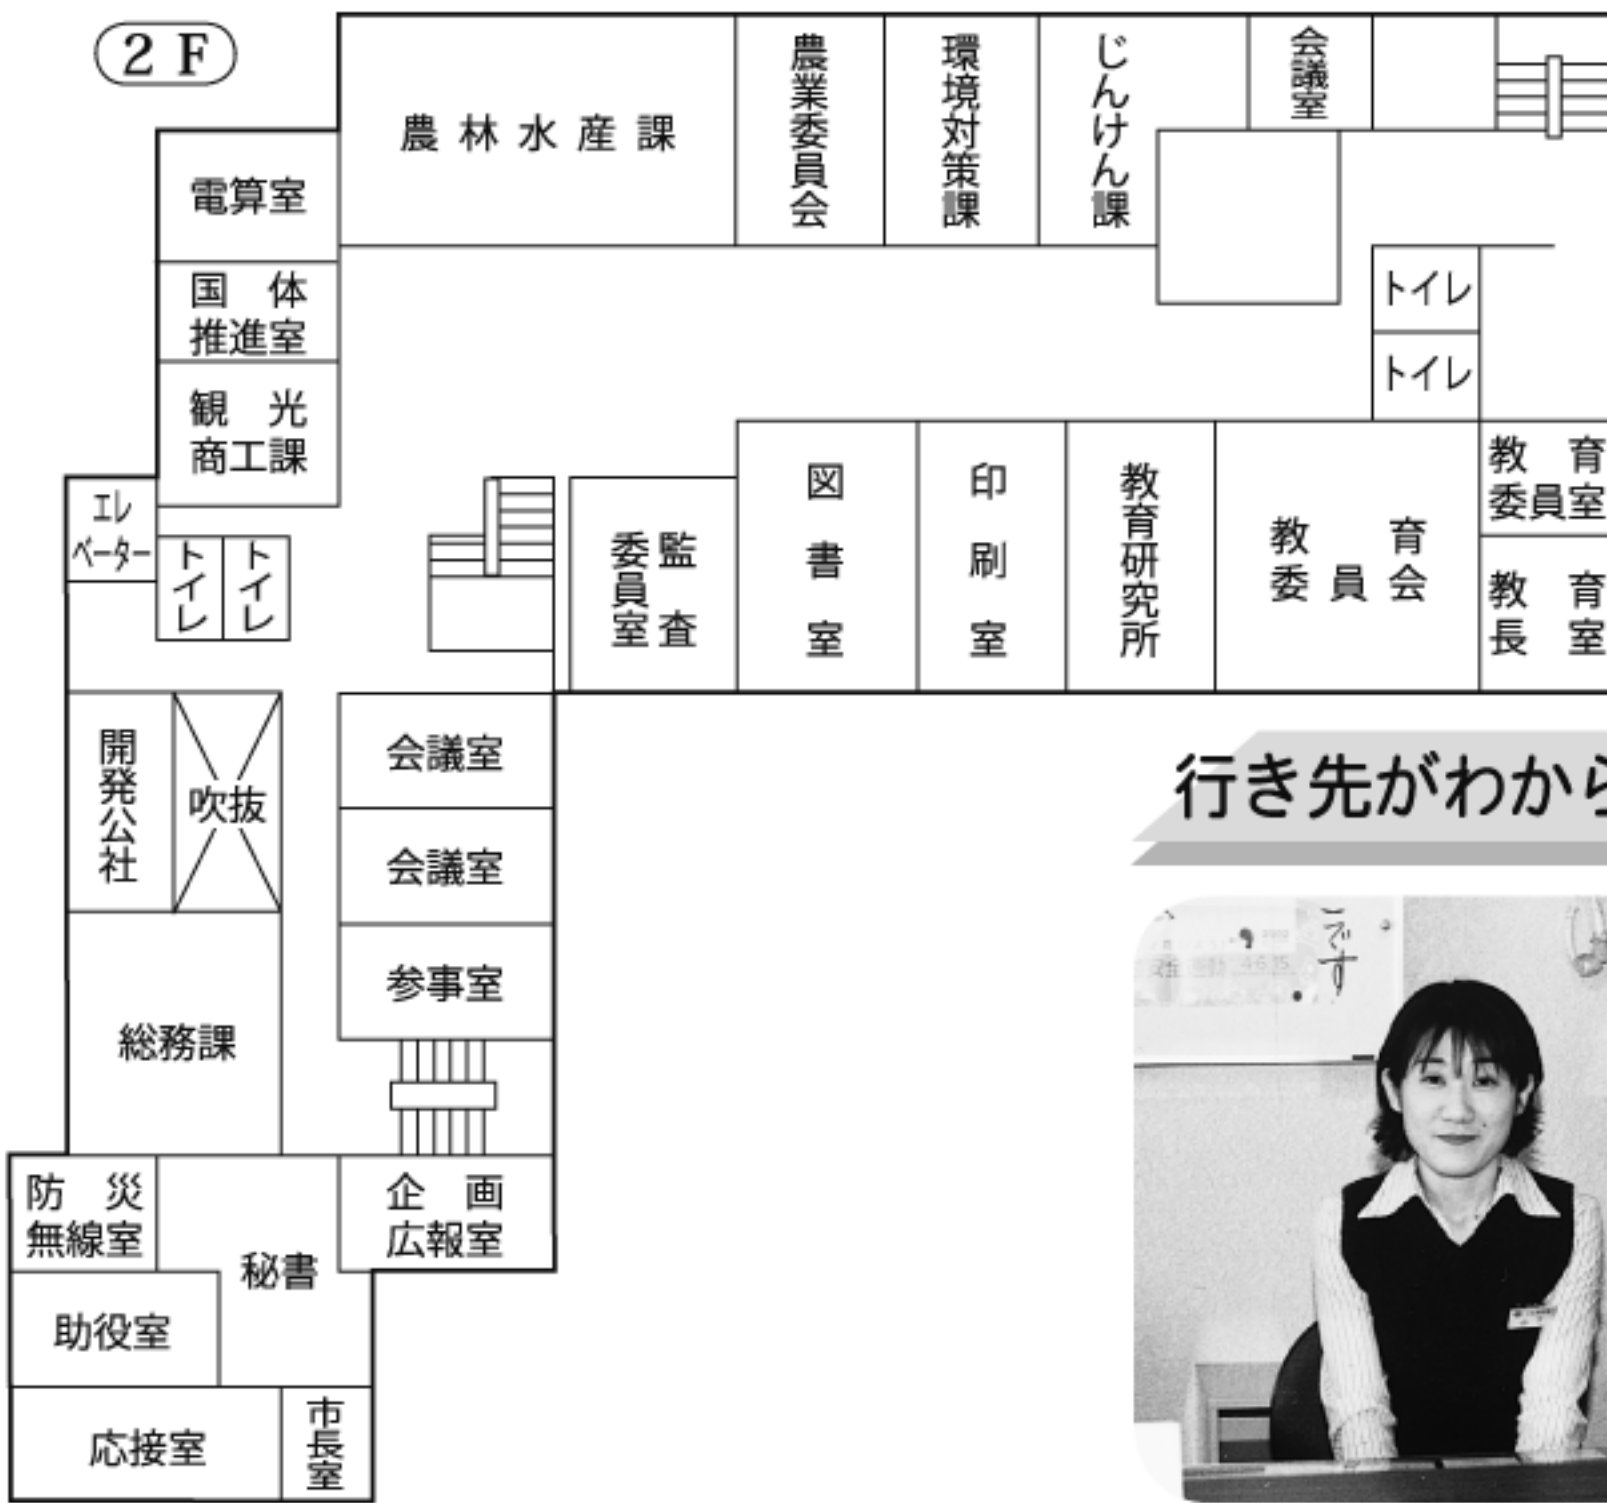 2 F
農林水産課
農業委員会
環境対策課
じんけん課
会議室
電算室
国体
推進室
観光
商工課
トイレ
トイレ
エレ
ベーター
トイレ
トイレ
監査
委員室
図書室
印刷室
教育研究所
教育
委員会
教育
委員室
教育
長室
開発公社
吹抜
会議室
会議室
参事室
総務課
防災
無線室
秘書
企画
広報室
助役室
応接室
市長室
行き先がわから
です